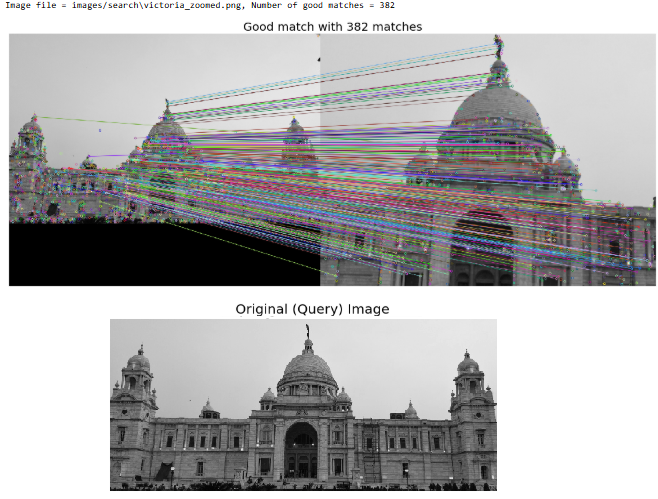 Image file = images/search\victoria_zoomed.png, Number of good matches = 382
Good match with 382 matches
Original (Query) Image